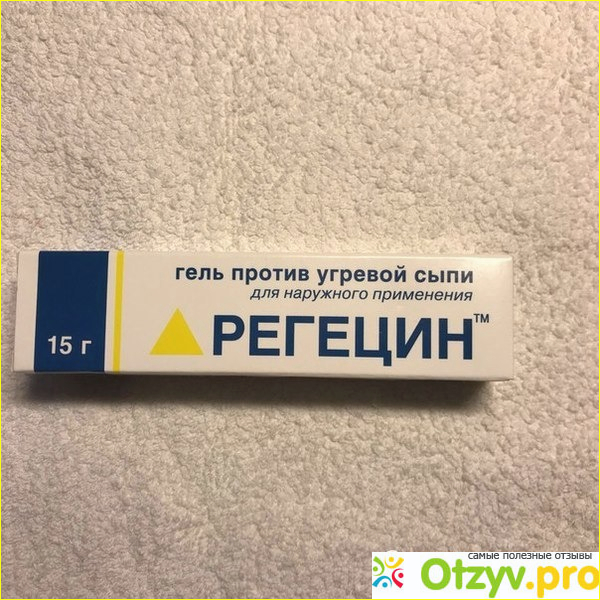 гель против угревой сыпи
для наружного применения
15 г
РЕГЕЦИН™
самые полезные отзывы
Otzyv.pro